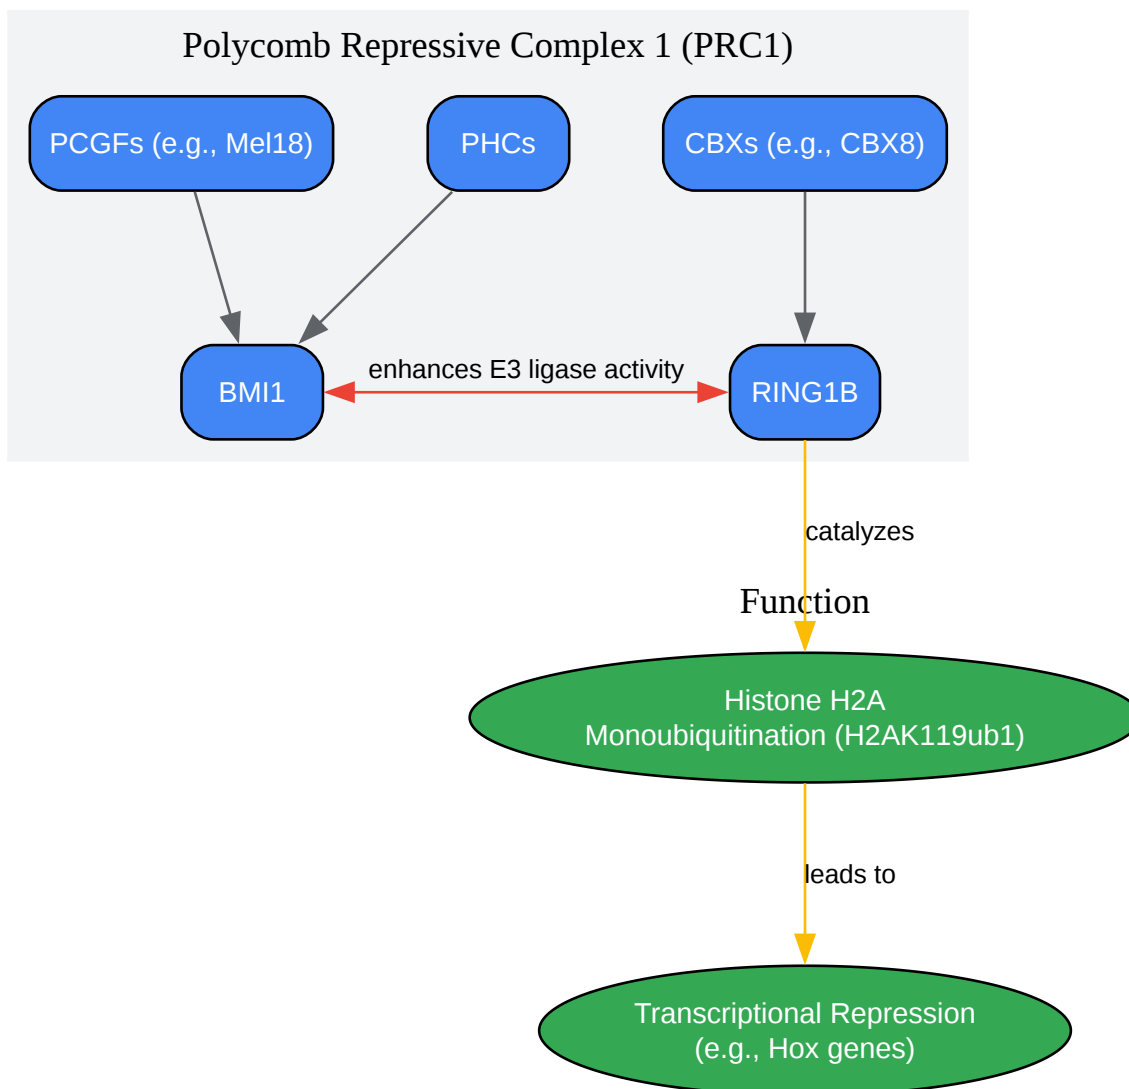 Polycomb Repressive Complex 1 (PRC1)
PCGFs (e.g., Mel18)
PHCs
CBXs (e.g., CBX8)
enhances E3 ligase activity
BMI1
RING1B
catalyzes
Function
Histone H2A
Monoubiquitination (H2AK119ub1)
leads to
Transcriptional Repression
(e.g., Hox genes)